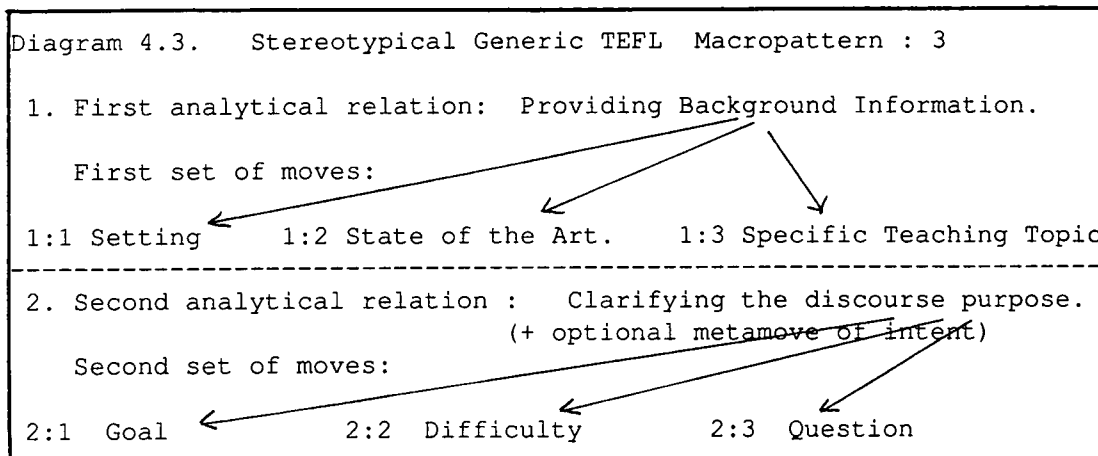 Diagram 4.3. Stereotypical Generic TEFL Macropattern : 3
1. First analytical relation: Providing Background Information.
First set of moves:
1:1 Setting 1:2 State of the Art. 1:3 Specific Teaching Topic
2. Second analytical relation : Clarifying the discourse purpose.
(+ optional metamove of intent)
Second set of moves:
2:1 Goal 2:2 Difficulty 2:3 Question